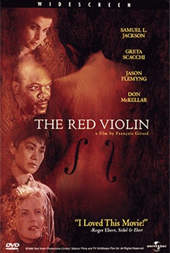 WIDESCREEN
SAMUEL L.
JACKSON
GRETA
SCACCHI
JASON
FLEMYNG
DON
McKELLAR
THE RED VIOLIN
a film by François Girard
"I Loved This Movie!"
-Roger Ebert, Siskel & Ebert
DVD
UNIVERSAL